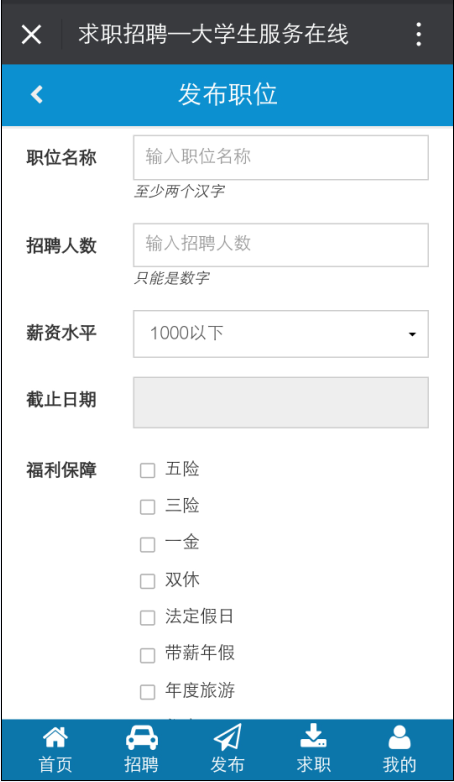 求职招聘—大学生服务在线
发布职位
职位名称 输入职位名称
至少两个汉字
招聘人数 输入招聘人数
只能是数字
薪资水平 1000以下
截止日期
福利保障 五险
三险
一金
双休
法定假日
带薪年假
年度旅游
首页 招聘 发布 求职 我的